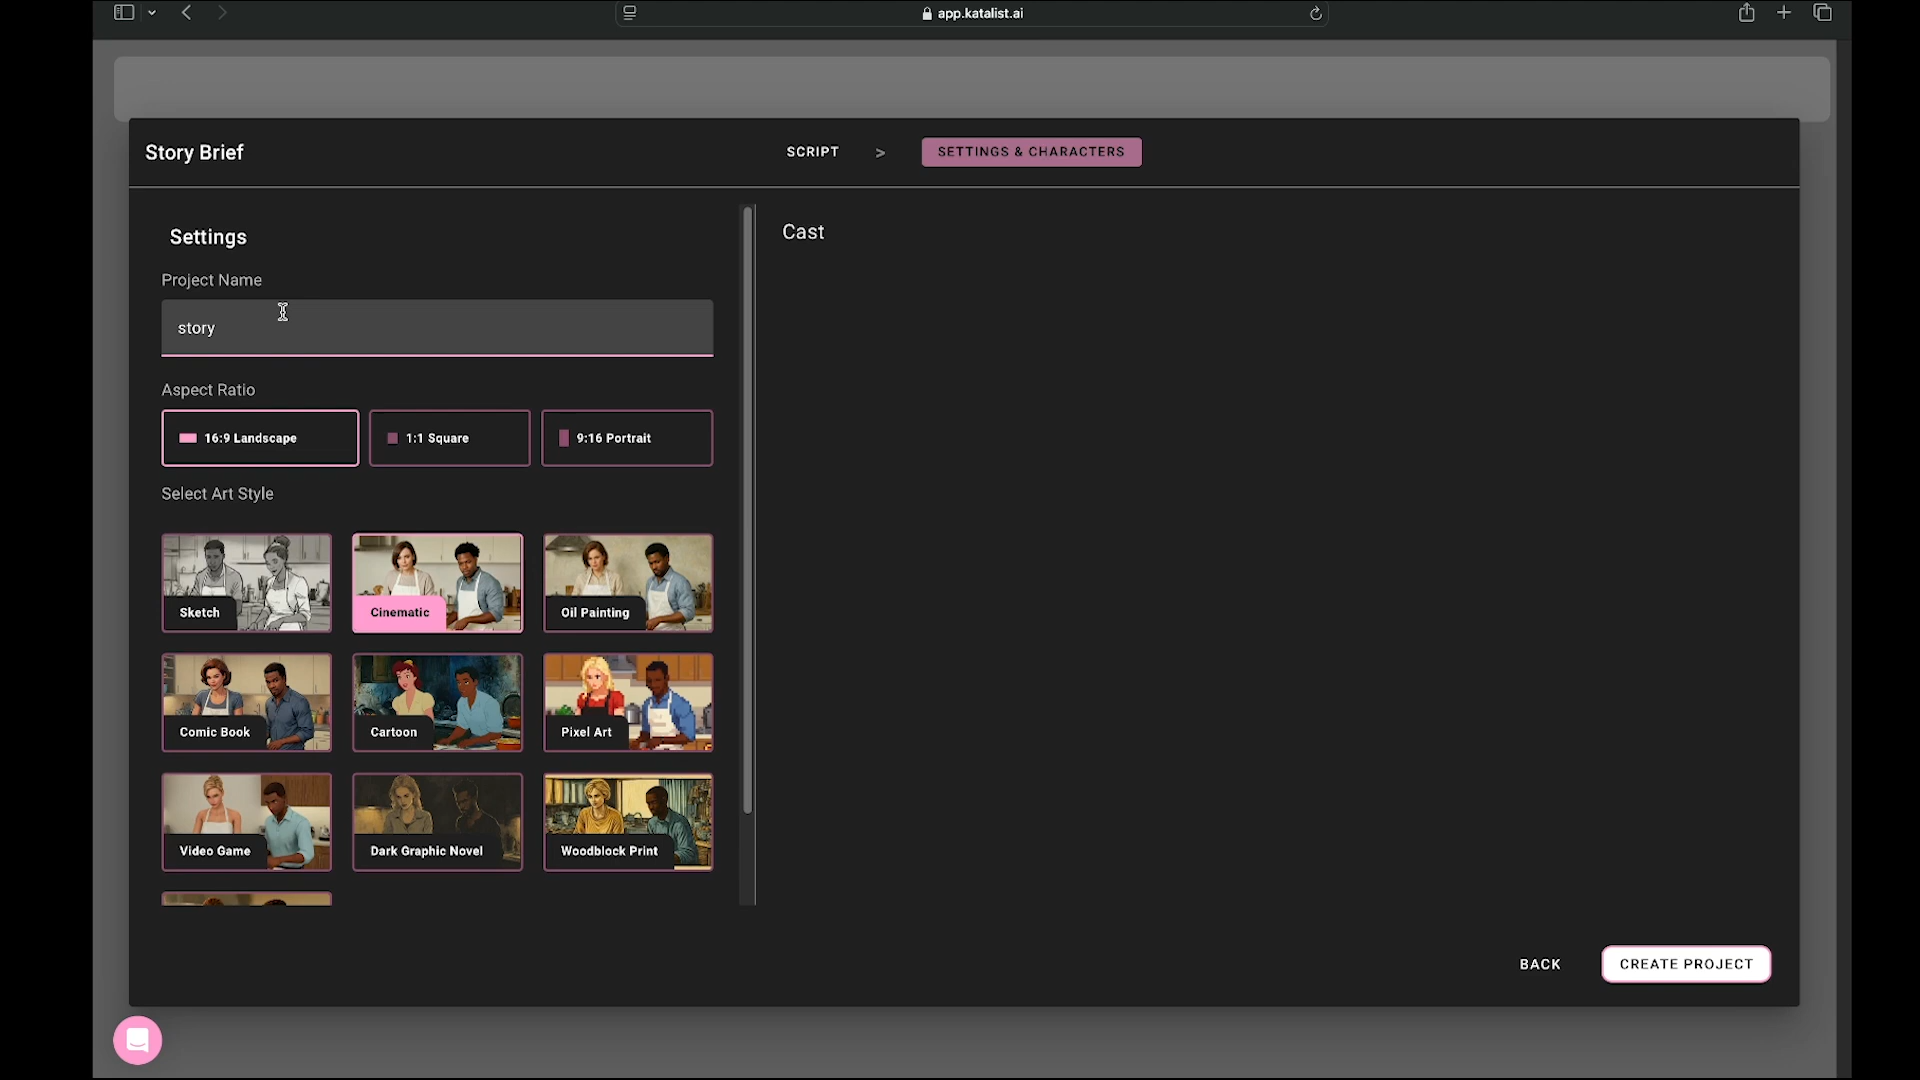 app.katalist.ai
Story Brief
SCRIPT > SETTINGS & CHARACTERS
Settings
Project Name
story
Aspect Ratio
16:9 Landscape
1:1 Square
9:16 Portrait
Select Art Style
Sketch
Cinematic
Oil Painting
Comic Book
Cartoon
Pixel Art
Video Game
Dark Graphic Novel
Woodblock Print
Cast
BACK
CREATE PROJECT